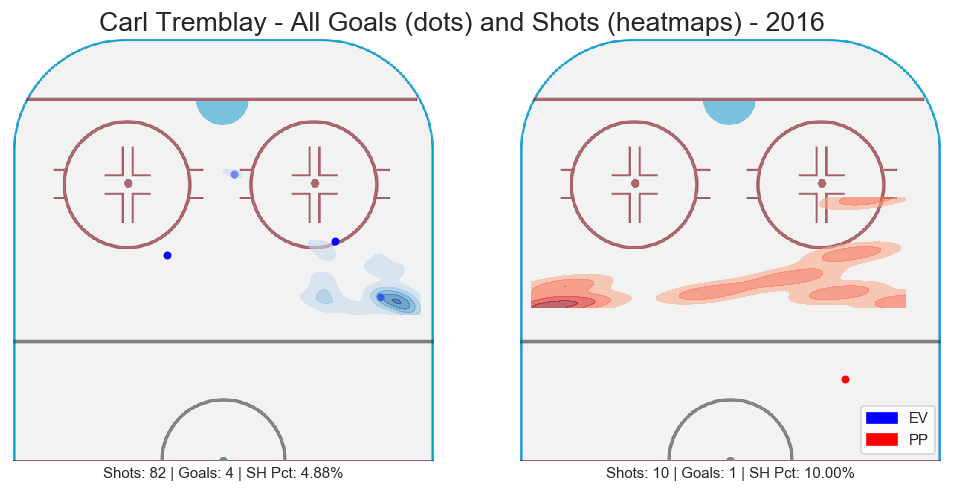 Carl Tremblay - All Goals (dots) and Shots (heatmaps) - 2016
EV
PP
Shots: 82 | Goals: 4 | SH Pct: 4.88%
Shots: 10 | Goals: 1 | SH Pct: 10.00%